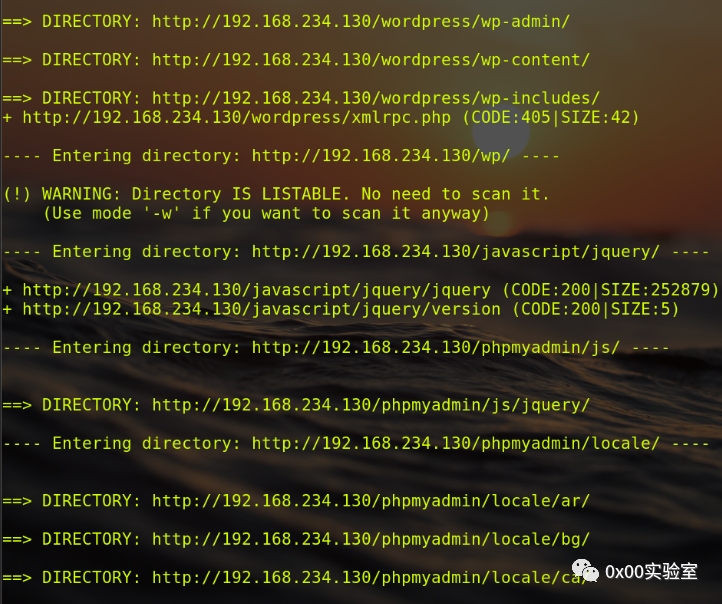 ==> DIRECTORY: http://192.168.234.130/wordpress/wp-admin/
==> DIRECTORY: http://192.168.234.130/wordpress/wp-content/
==> DIRECTORY: http://192.168.234.130/wordpress/wp-includes/
+ http://192.168.234.130/wordpress/xmlrpc.php (CODE:405|SIZE:42)
---- Entering directory: http://192.168.234.130/wp/ ----
(!) WARNING: Directory IS LISTABLE. No need to scan it.
    (Use mode '-w' if you want to scan it anyway)
---- Entering directory: http://192.168.234.130/javascript/jquery/ ----
+ http://192.168.234.130/javascript/jquery/jquery (CODE:200|SIZE:252879)
+ http://192.168.234.130/javascript/jquery/version (CODE:200|SIZE:5)
---- Entering directory: http://192.168.234.130/phpmyadmin/js/ ----
==> DIRECTORY: http://192.168.234.130/phpmyadmin/js/jquery/
---- Entering directory: http://192.168.234.130/phpmyadmin/locale/ ----
==> DIRECTORY: http://192.168.234.130/phpmyadmin/locale/ar/
==> DIRECTORY: http://192.168.234.130/phpmyadmin/locale/bg/
==> DIRECTORY: http://192.168.234.130/phpmyadmin/locale/ca/
0x00实验室